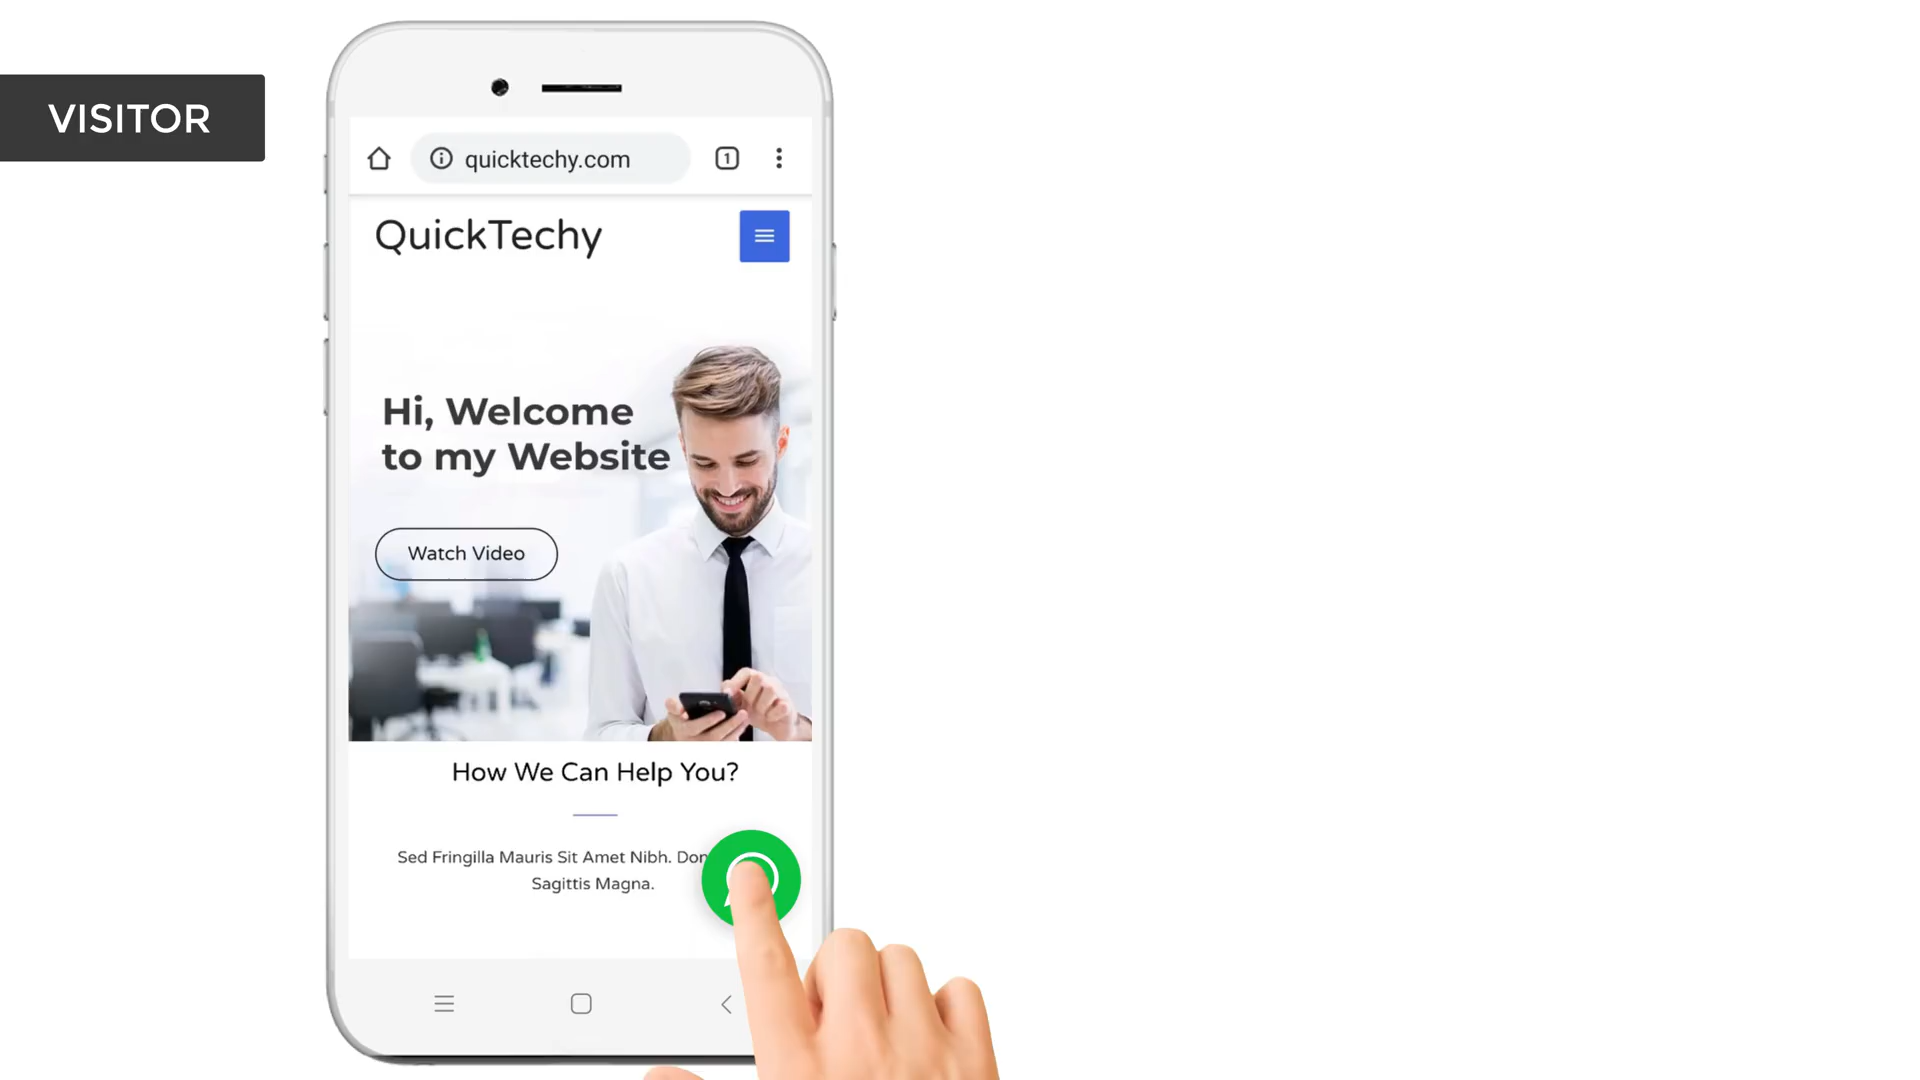 VISITOR
quicktechy.com
1
QuickTechy
Hi, Welcome
to my Website
Watch Video
How We Can Help You?
Sed Fringilla Mauris Sit Amet Nibh.
Sagittis Magna.